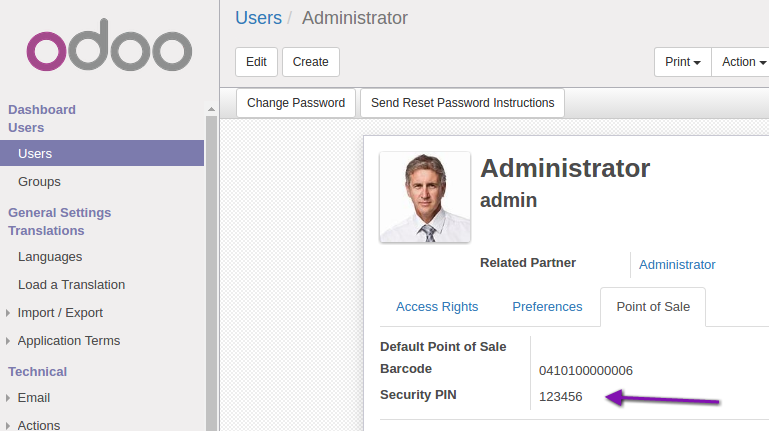 odoo
Dashboard
Users
Users
Groups
General Settings
Translations
Languages
Load a Translation
Import / Export
Application Terms
Technical
Email
Actions
Users / Administrator
Edit Create Print Action
Change Password Send Reset Password Instructions
Administrator
admin
Related Partner Administrator
Access Rights Preferences Point of Sale
Default Point of Sale
Barcode 0410100000006
Security PIN 123456